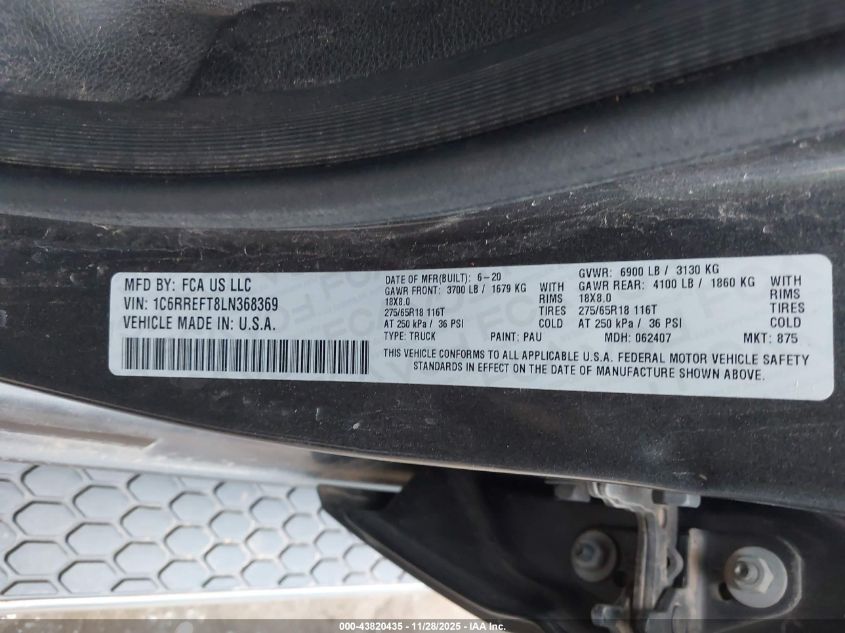 MFD BY: FCA US LLC
VIN: 1C6RREFT8LN368369
VEHICLE MADE IN: U.S.A.
DATE OF MFR(BUILT): 6-20 GVWR: 6900 LB / 3130 KG
GAWR FRONT: 3700 LB / 1679 KG WITH GAWR REAR: 4100 LB / 1860 KG WITH
18X8.0 RIMS 18X8.0 RIMS
275/65R18 116T TIRES 275/65R18 116T TIRES
AT 250 kPa / 36 PSI COLD AT 250 kPa / 36 PSI COLD
TYPE: TRUCK PAINT: PAU MDH: 062407 MKT: 875
THIS VEHICLE CONFORMS TO ALL APPLICABLE U.S.A. FEDERAL MOTOR VEHICLE SAFETY
STANDARDS IN EFFECT ON THE DATE OF MANUFACTURE SHOWN ABOVE.
000-43820435 - 11/28/2025 - IAA Inc.